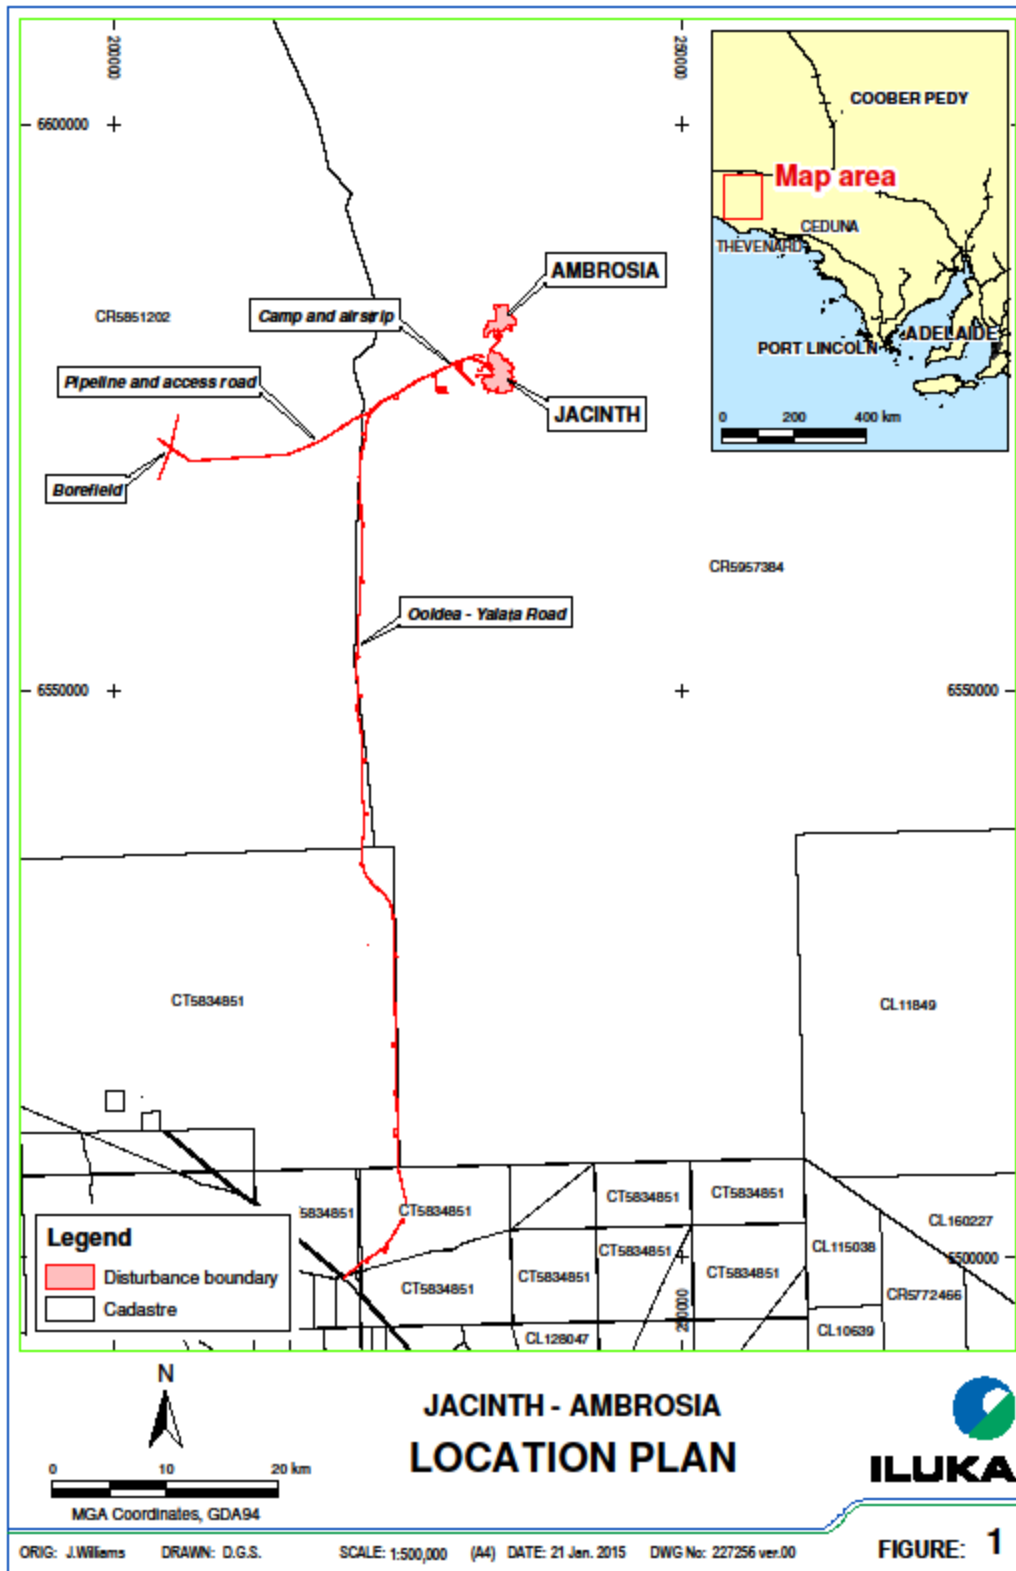 200000
250000
6600000
COOBER PEDY
Map area
CEDUNA
THEVENARD
PORT LINCOLN
ADELAIDE
0 200 400 km
AMBROSIA
CR5851202
Camp and airstrip
Pipeline and access road
JACINTH
Borefield
CR5957384
Ooldea - Yalata Road
6550000
6550000
CT5834851
CL11849
5834851
CT5834851
CT5834851
CT5834851
CL160227
CL115038
CT5834851
5500000
CT5834851
CT5834851
CT5834851
CR5772466
CL128047
CL10639
Legend
Disturbance boundary
Cadastre
N
0 10 20 km
MGA Coordinates, GDA94
JACINTH - AMBROSIA
LOCATION PLAN
ILUKA
ORIG: J.Williams DRAWN: D.G.S. SCALE: 1:500,000 (A4) DATE: 21 Jan. 2015 DWG No: 227256 ver.00
FIGURE: 1